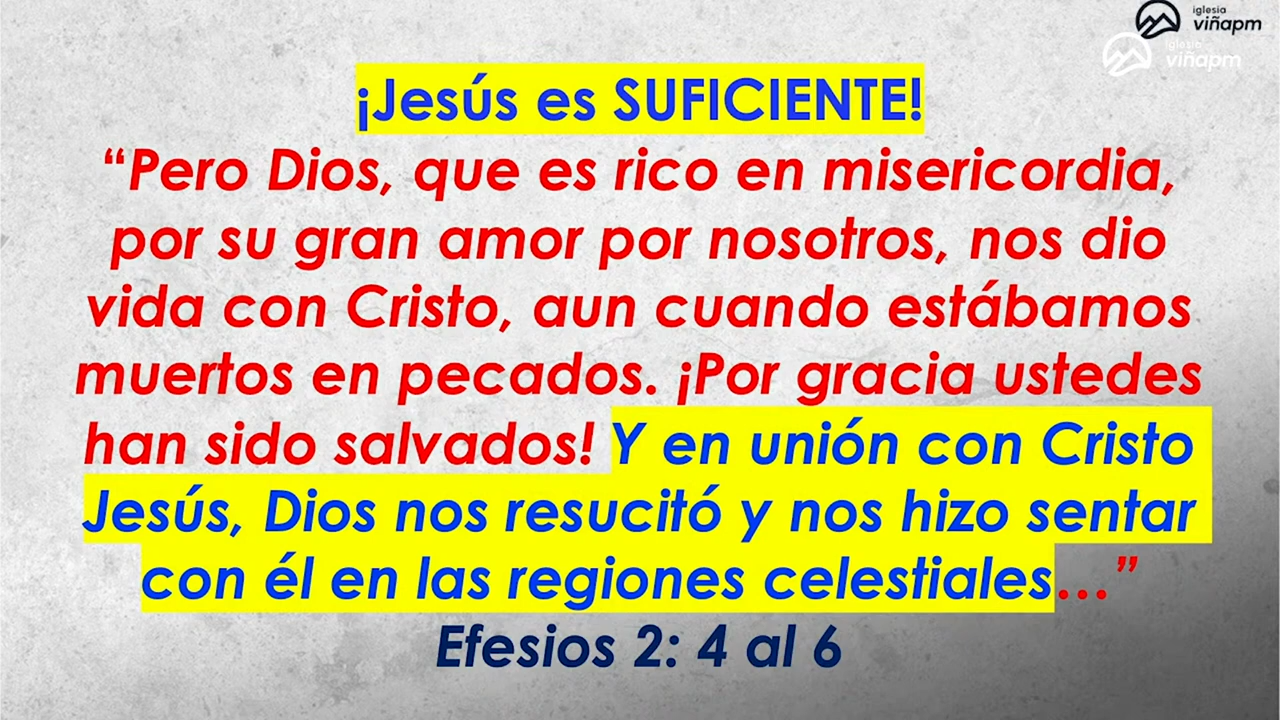 iglesia
viñapm
iglesia
viñapm
¡Jesús es SUFICIENTE!
“Pero Dios, que es rico en misericordia,
por su gran amor por nosotros, nos dio
vida con Cristo, aun cuando estábamos
muertos en pecados. ¡Por gracia ustedes
han sido salvados! Y en unión con Cristo
Jesús, Dios nos resucitó y nos hizo sentar
con él en las regiones celestiales…”
Efesios 2: 4 al 6